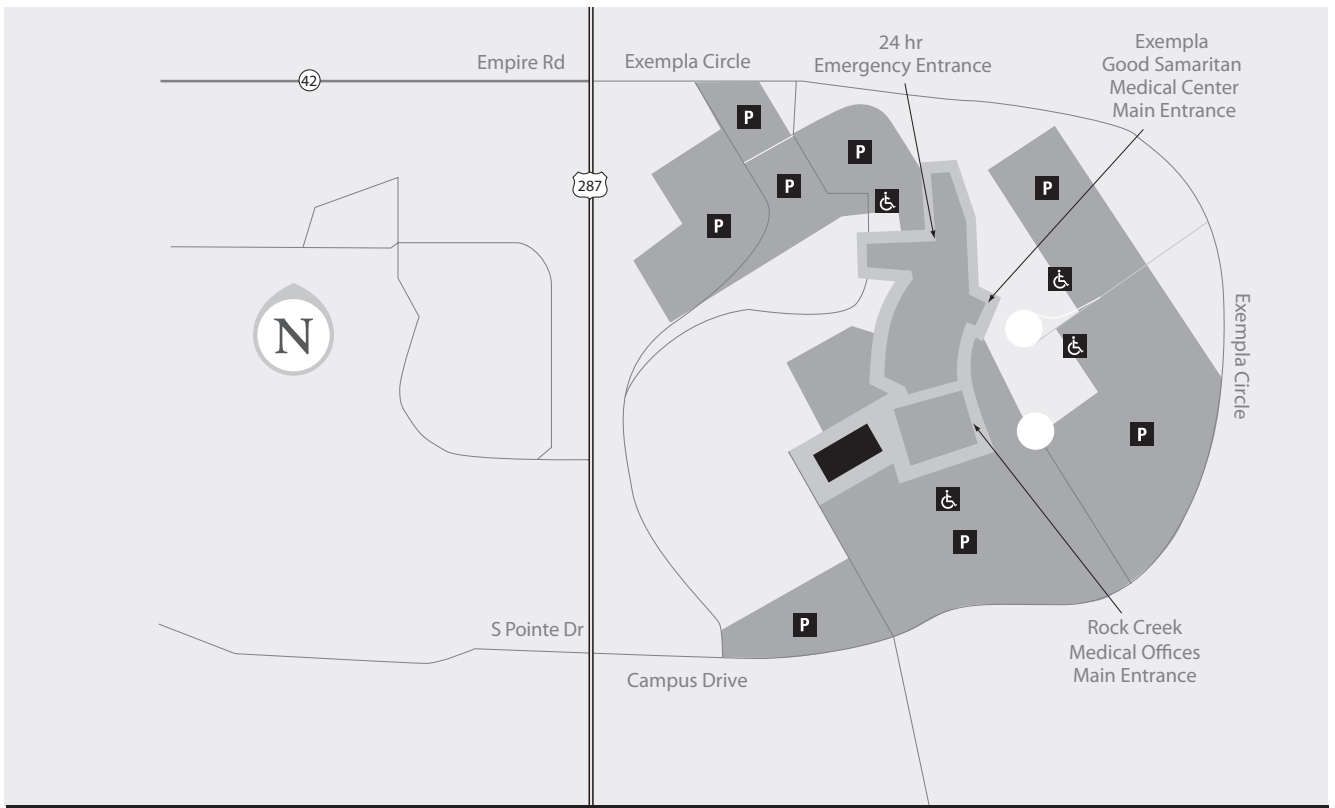 Empire Rd
Exempla Circle
24 hr
Emergency Entrance
Exempla
Good Samaritan
Medical Center
Main Entrance
42
P
P
287
P
P
P
P
N
Exempla Circle
P
P
P
S Pointe Dr
Campus Drive
Rock Creek
Medical Offices
Main Entrance